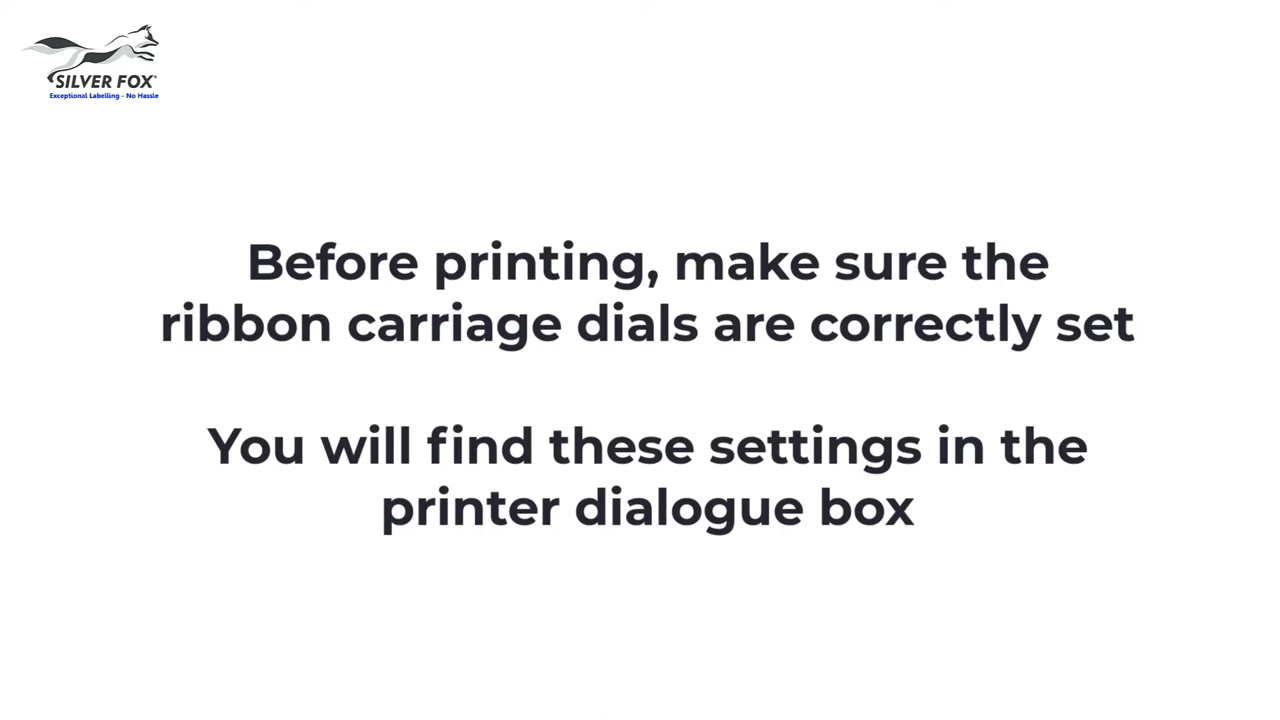 SILVER FOX®
Exceptional Labelling - No Hassle
Before printing, make sure the
ribbon carriage dials are correctly set
You will find these settings in the
printer dialogue box